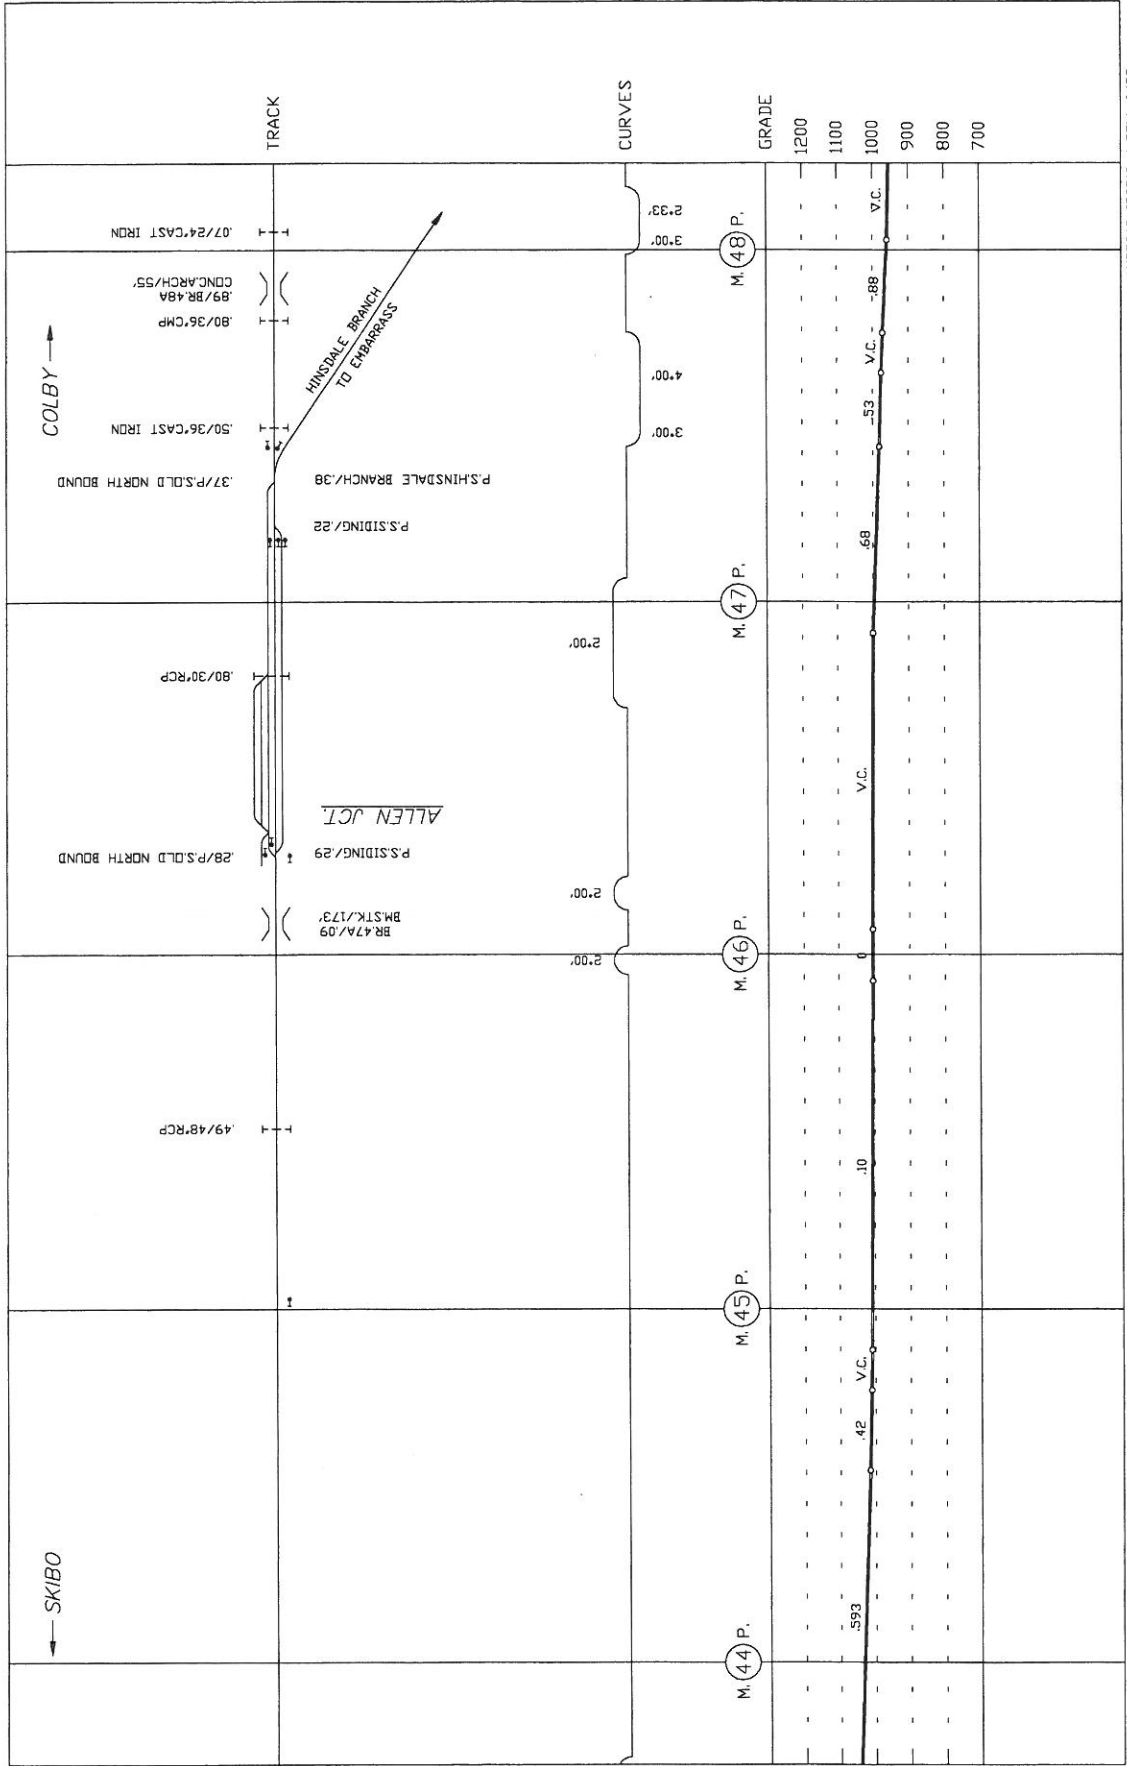 ← SKIBO
COLBY →
.49/48"RCP
.28/P.S.OLD NORTH BOUND
.80/30"RCP
.37/P.S.OLD NORTH BOUND
.50/36"CAST IRON
.80/36"CMP
.89/BR.48A
CONC.ARCH/55'
.07/24"CAST IRON
TRACK
BR.47A/.09
BM.STK./173'
P.S.SIDING/.29
ALLEN JCT.
P.S.SIDING/.22
P.S.HINSDALE BRANCH/.38
HINSDALE BRANCH
TO EMBARRASS
2°00'
2°00'
2°00'
3°00'
4°00'
3°00'
2°33'
CURVES
M. 44 P.
M. 45 P.
M. 46 P.
M. 47 P.
M. 48 P.
GRADE
.593
.42
V.C.
.10
0
V.C.
.68
.53
V.C.
.88
V.C.
1200
1100
1000
900
800
700